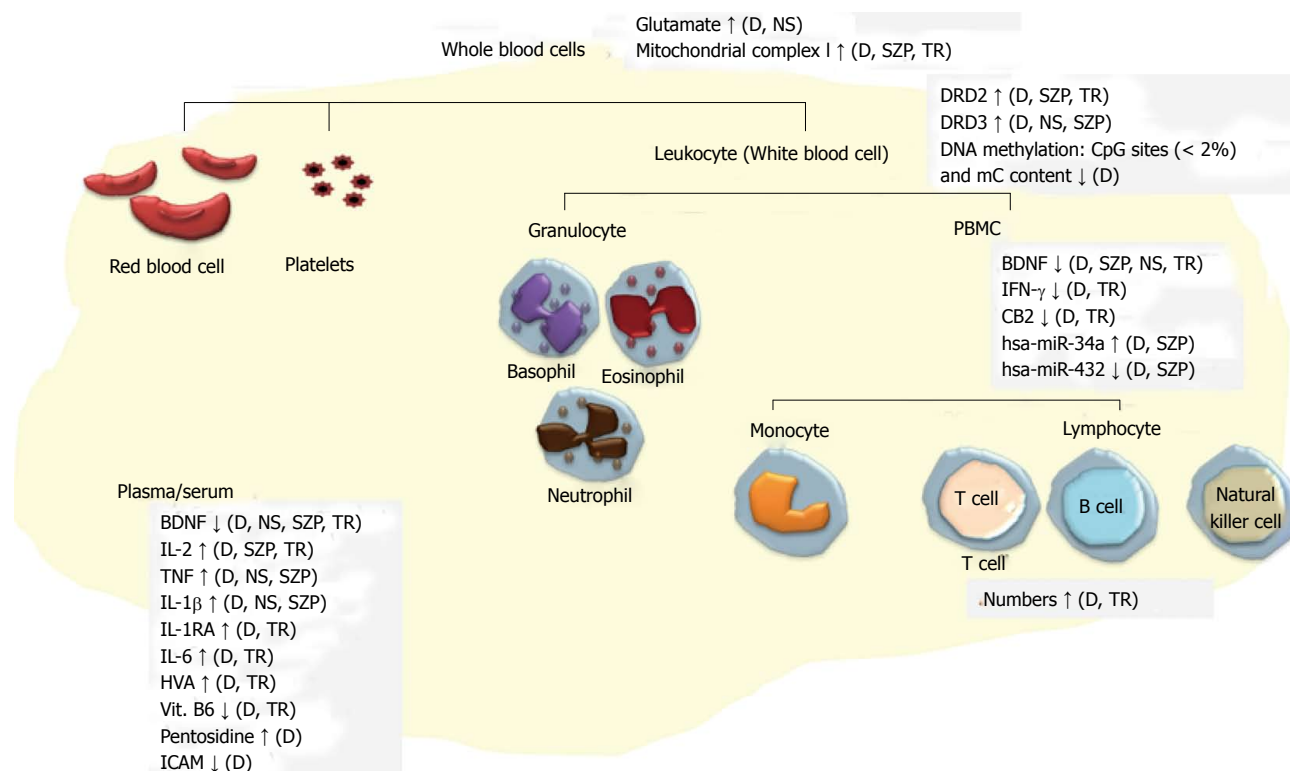 Glutamate ↑ (D, NS)
Whole blood cells
Mitochondrial complex I ↑ (D, SZP, TR)
DRD2 ↑ (D, SZP, TR)
DRD3 ↑ (D, NS, SZP)
DNA methylation: CpG sites (< 2%)
and mC content ↓ (D)
Leukocyte (White blood cell)
Red blood cell
Platelets
Granulocyte
PBMC
BDNF ↓ (D, SZP, NS, TR)
IFN-γ ↓ (D, TR)
CB2 ↓ (D, TR)
hsa-miR-34a ↑ (D, SZP)
hsa-miR-432 ↓ (D, SZP)
Basophil
Eosinophil
Neutrophil
Monocyte
Lymphocyte
T cell
B cell
Natural
killer cell
T cell
Numbers ↑ (D, TR)
Plasma/serum
BDNF ↓ (D, NS, SZP, TR)
IL-2 ↑ (D, SZP, TR)
TNF ↑ (D, NS, SZP)
IL-1β ↑ (D, NS, SZP)
IL-1RA ↑ (D, TR)
IL-6 ↑ (D, TR)
HVA ↑ (D, TR)
Vit. B6 ↓ (D, TR)
Pentosidine ↑ (D)
ICAM ↓ (D)